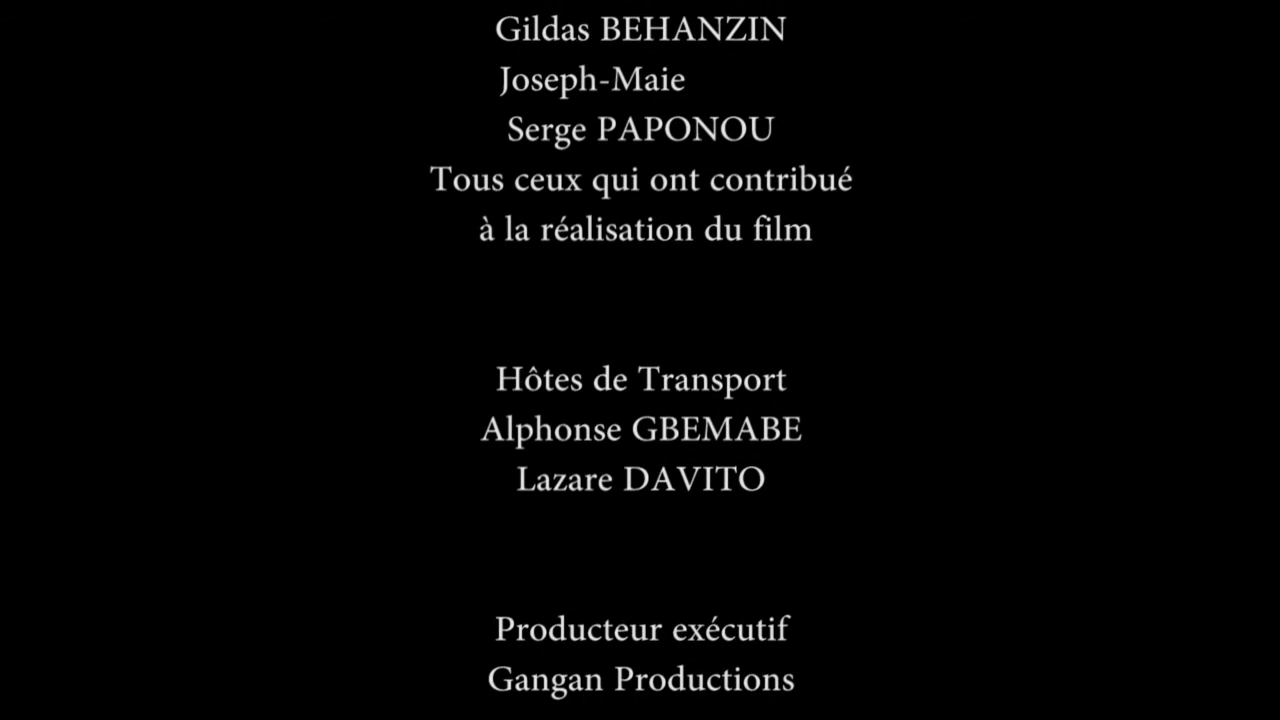 Gildas BEHANZIN
Joseph-Maie
Serge PAPONOU
Tous ceux qui ont contribué
à la réalisation du film
Hôtes de Transport
Alphonse GBEMABE
Lazare DAVITO
Producteur exécutif
Gangan Productions